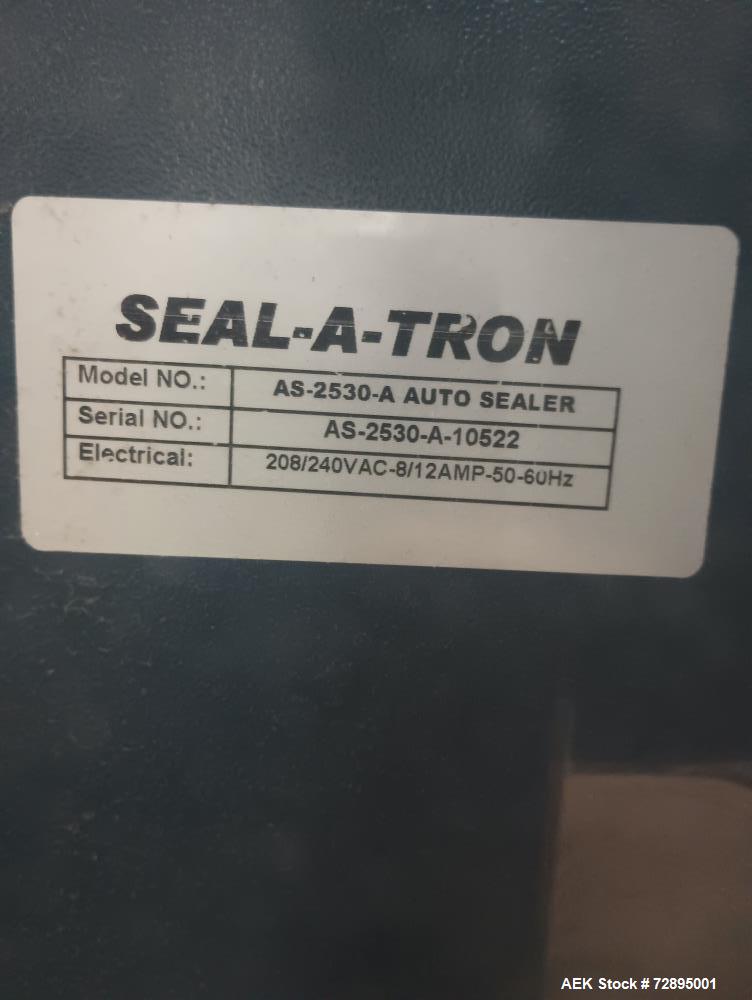 SEAL-A-TRON
Model NO.: AS-2530-A AUTO SEALER
Serial NO.: AS-2530-A-10522
Electrical: 208/240VAC-8/12AMP-50-60Hz
AEK Stock # 72895001